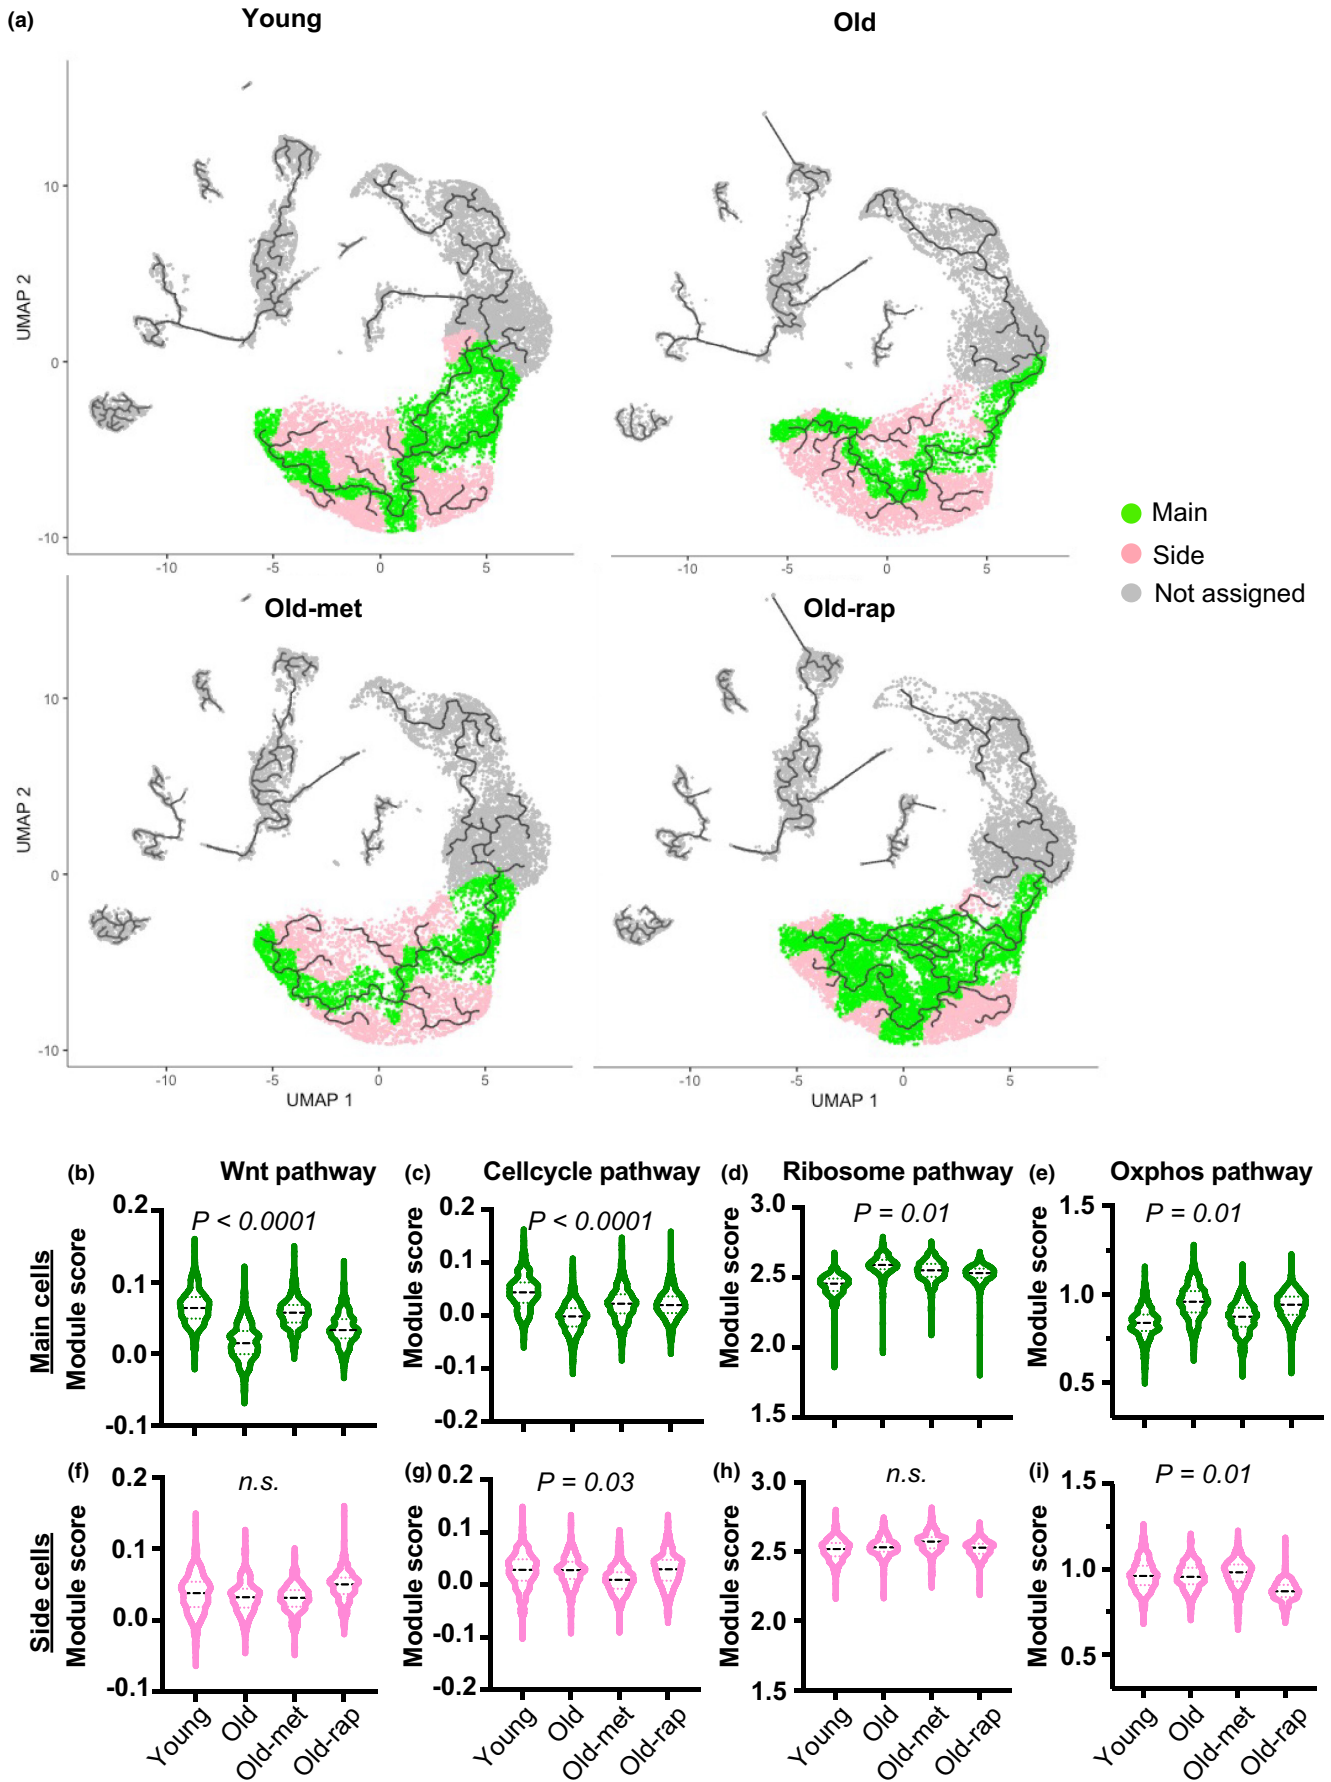 (a)
Young
Old
UMAP 2
10
0
-10
-10
-5
0
5
-10
-5
0
5
Main
Side
Not assigned
Old-met
Old-rap
UMAP 2
10
0
-10
-10
-5
0
5
UMAP 1
-10
-5
0
5
UMAP 1
(b)
Wnt pathway
(c)
Cellcycle pathway
(d)
Ribosome pathway
(e)
Oxphos pathway
Main cells
Module score
0.2
0.1
0.0
-0.1
P < 0.0001
Module score
0.2
0.1
0.0
-0.1
-0.2
P < 0.0001
Module score
3.0
2.5
2.0
1.5
P = 0.01
Module score
1.5
1.0
0.5
P = 0.01
(f)
Side cells
Module score
0.2
0.1
0.0
-0.1
n.s.
(g)
Module score
0.2
0.1
0.0
-0.1
-0.2
P = 0.03
(h)
Module score
3.0
2.5
2.0
1.5
n.s.
(i)
Module score
1.5
1.0
0.5
P = 0.01
Young
Old
Old-met
Old-rap
Young
Old
Old-met
Old-rap
Young
Old
Old-met
Old-rap
Young
Old
Old-met
Old-rap